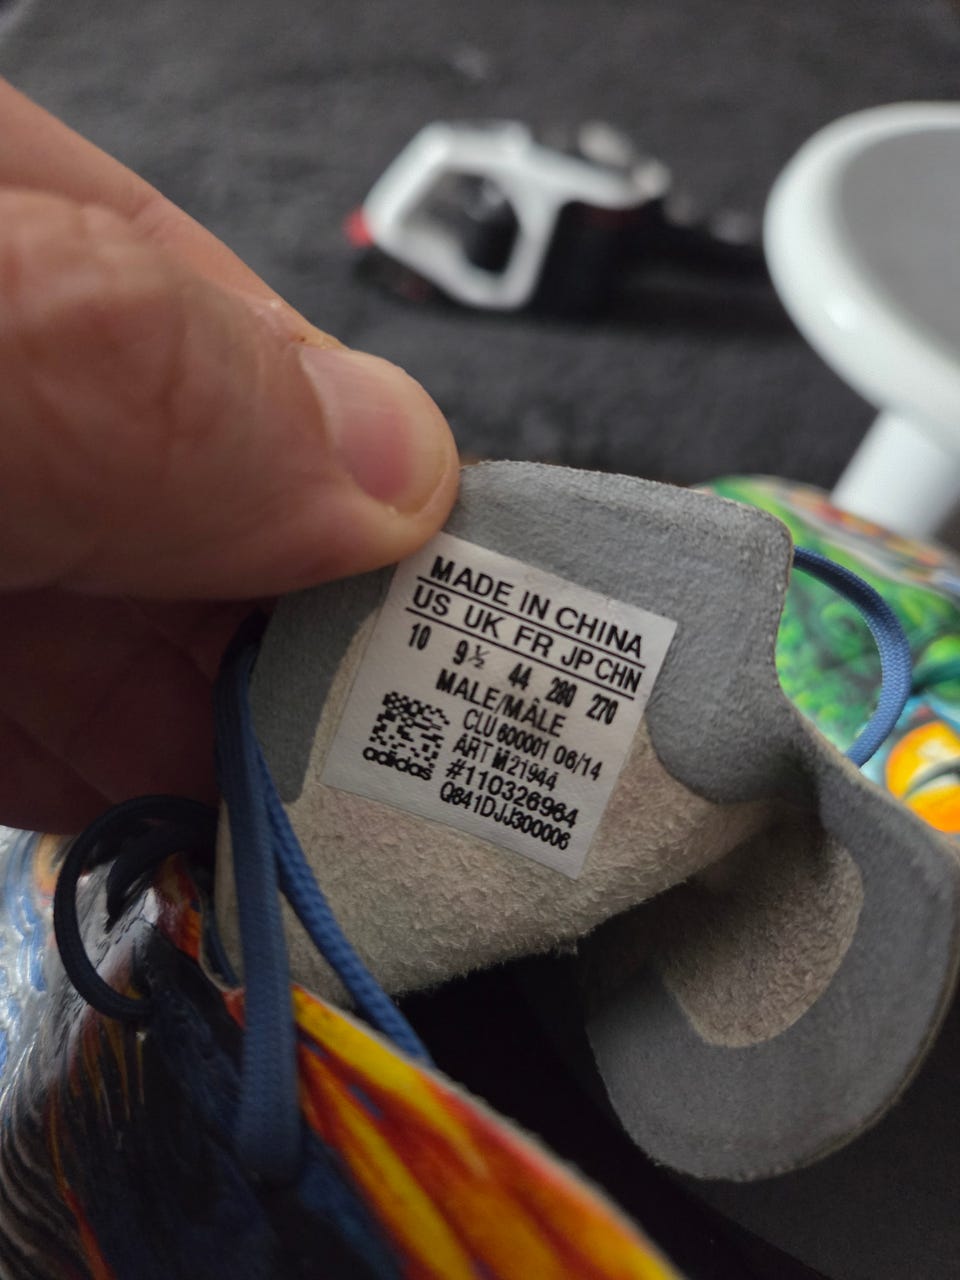 MADE IN CHINA
US UK FR JP CHN
10 9½ 44 280 270
MALE/MÂLE
CLU 600001 06/14
ART M21944
#110326964
Q841DJJ300006
adidas